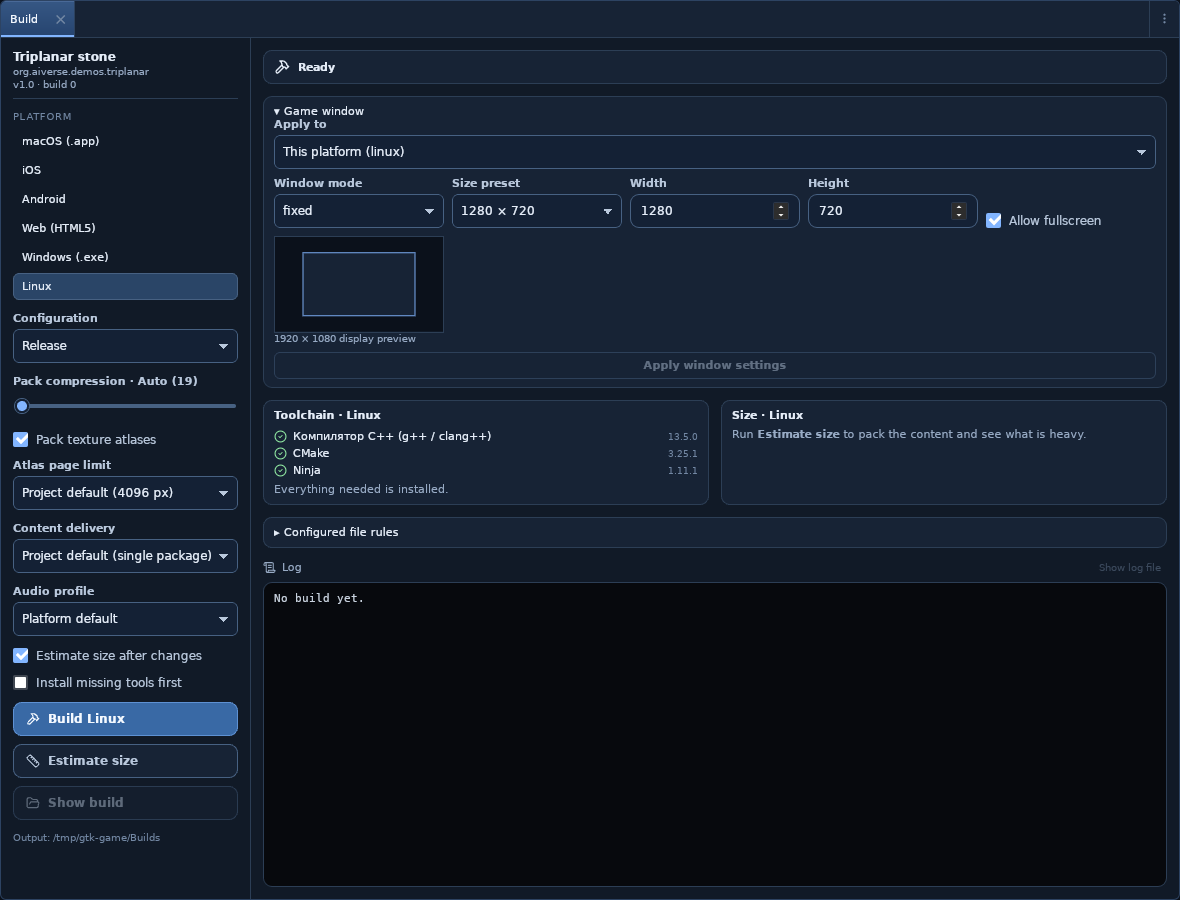 Build
Triplanar stone
org.aiverse.demos.triplanar
v1.0 · build 0
PLATFORM
macOS (.app)
iOS
Android
Web (HTML5)
Windows (.exe)
Linux
Configuration
Release
Pack compression · Auto (19)
Pack texture atlases
Atlas page limit
Project default (4096 px)
Content delivery
Project default (single package)
Audio profile
Platform default
Estimate size after changes
Install missing tools first
Build Linux
Estimate size
Show build
Output: /tmp/gtk-game/Builds
Ready
▾ Game window
Apply to
This platform (linux)
Window mode
Size preset
Width
Height
fixed
1280 × 720
1280
720
Allow fullscreen
1920 × 1080 display preview
Apply window settings
Toolchain · Linux
Компилятор C++ (g++ / clang++) 13.5.0
CMake 3.25.1
Ninja 1.11.1
Everything needed is installed.
Size · Linux
Run Estimate size to pack the content and see what is heavy.
▸ Configured file rules
Log
Show log file
No build yet.